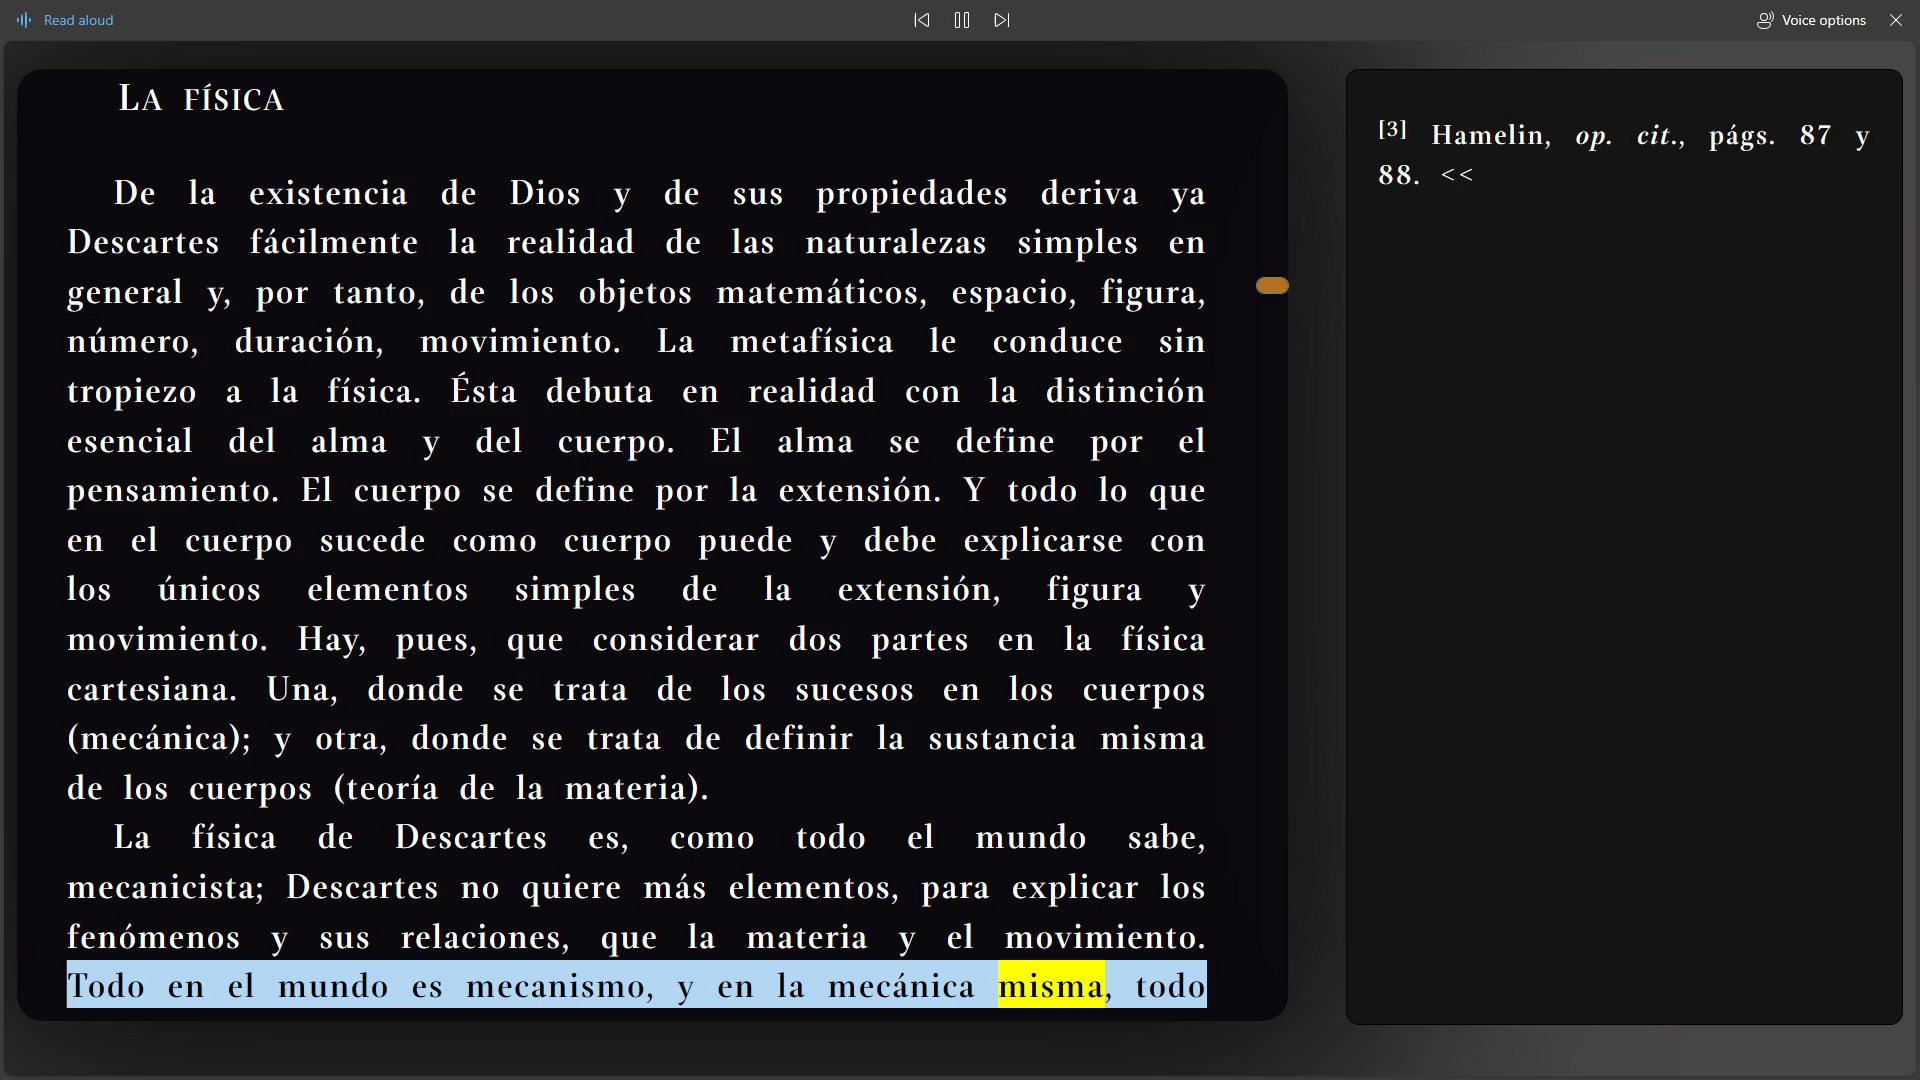 Read aloud
Voice options
La física
De la existencia de Dios y de sus propiedades deriva ya
Descartes fácilmente la realidad de las naturalezas simples en
general y, por tanto, de los objetos matemáticos, espacio, figura,
número, duración, movimiento. La metafísica le conduce sin
tropiezo a la física. Ésta debuta en realidad con la distinción
esencial del alma y del cuerpo. El alma se define por el
pensamiento. El cuerpo se define por la extensión. Y todo lo que
en el cuerpo sucede como cuerpo puede y debe explicarse con
los únicos elementos simples de la extensión, figura y
movimiento. Hay, pues, que considerar dos partes en la física
cartesiana. Una, donde se trata de los sucesos en los cuerpos
(mecánica); y otra, donde se trata de definir la sustancia misma
de los cuerpos (teoría de la materia).
La física de Descartes es, como todo el mundo sabe,
mecanicista; Descartes no quiere más elementos, para explicar los
fenómenos y sus relaciones, que la materia y el movimiento.
Todo en el mundo es mecanismo, y en la mecánica misma, todo
[3] Hamelin, op. cit., págs. 87 y
88. <<